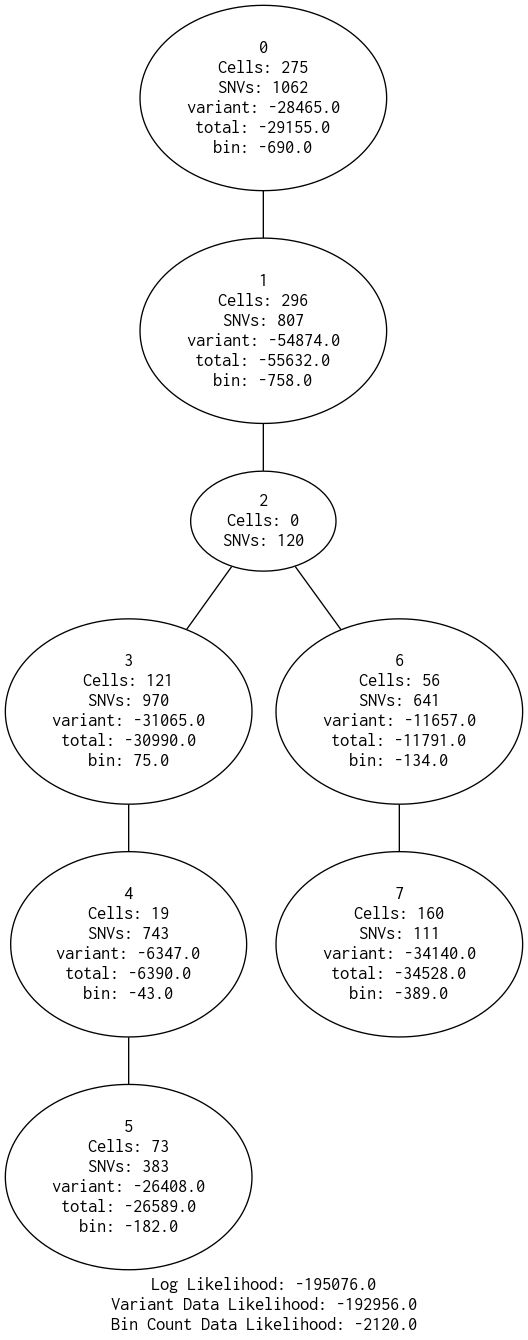 0
Cells: 275
SNVs: 1062
variant: -28465.0
total: -29155.0
bin: -690.0
1
Cells: 296
SNVs: 807
variant: -54874.0
total: -55632.0
bin: -758.0
2
Cells: 0
SNVs: 120
3
Cells: 121
SNVs: 970
variant: -31065.0
total: -30990.0
bin: 75.0
6
Cells: 56
SNVs: 641
variant: -11657.0
total: -11791.0
bin: -134.0
4
Cells: 19
SNVs: 743
variant: -6347.0
total: -6390.0
bin: -43.0
7
Cells: 160
SNVs: 111
variant: -34140.0
total: -34528.0
bin: -389.0
5
Cells: 73
SNVs: 383
variant: -26408.0
total: -26589.0
bin: -182.0
Log Likelihood: -195076.0
Variant Data Likelihood: -192956.0
Bin Count Data Likelihood: -2120.0